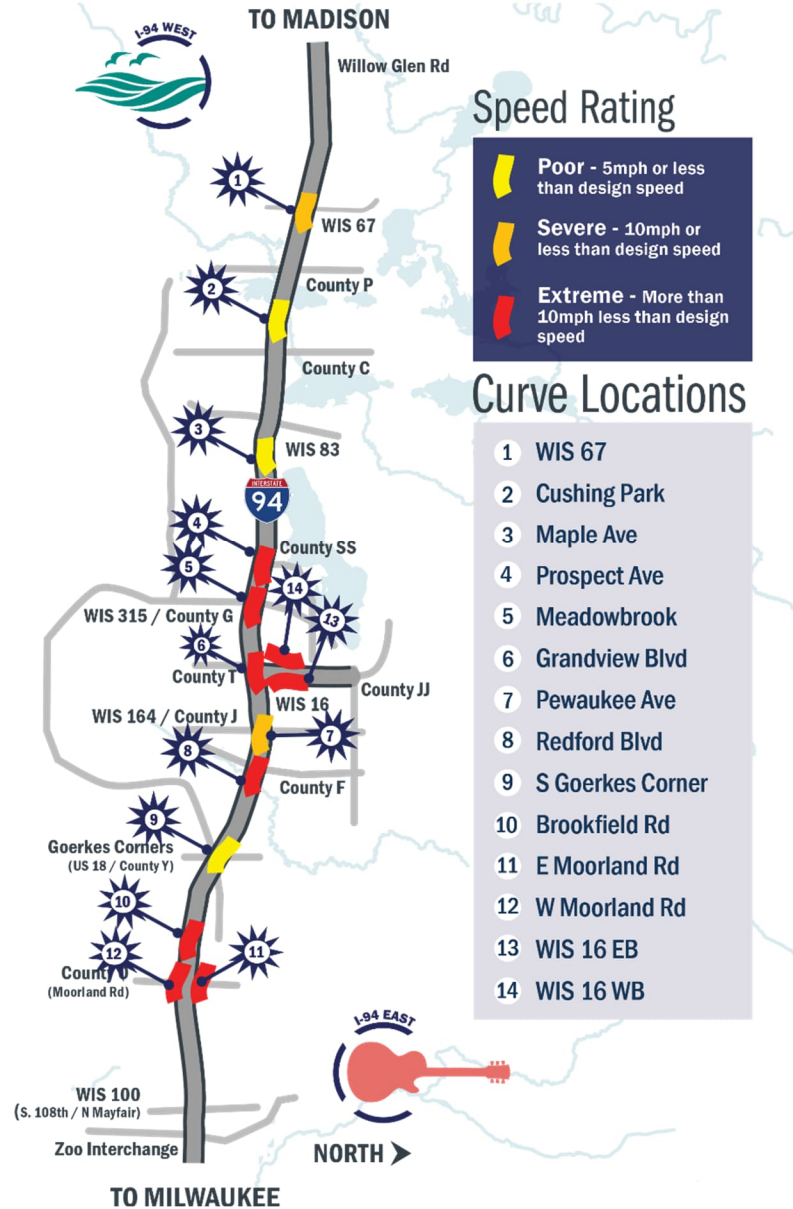 TO MADISON
I-94 WEST
Willow Glen Rd
Speed Rating
Poor - 5mph or less
than design speed
Severe - 10mph or
less than design speed
Extreme - More than
10mph less than design
speed
1
WIS 67
County P
2
County C
3
WIS 83
INTERSTATE
94
4
County SS
5
14
WIS 315 / County G
13
6
County T
County JJ
WIS 16
WIS 164 / County J
7
8
County F
9
Goerkes Corners
(US 18 / County Y)
10
12
11
County O
(Moorland Rd)
WIS 100
(S. 108th / N Mayfair)
Zoo Interchange
TO MILWAUKEE
I-94 EAST
NORTH
Curve Locations
1 WIS 67
2 Cushing Park
3 Maple Ave
4 Prospect Ave
5 Meadowbrook
6 Grandview Blvd
7 Pewaukee Ave
8 Redford Blvd
9 S Goerkes Corner
10 Brookfield Rd
11 E Moorland Rd
12 W Moorland Rd
13 WIS 16 EB
14 WIS 16 WB